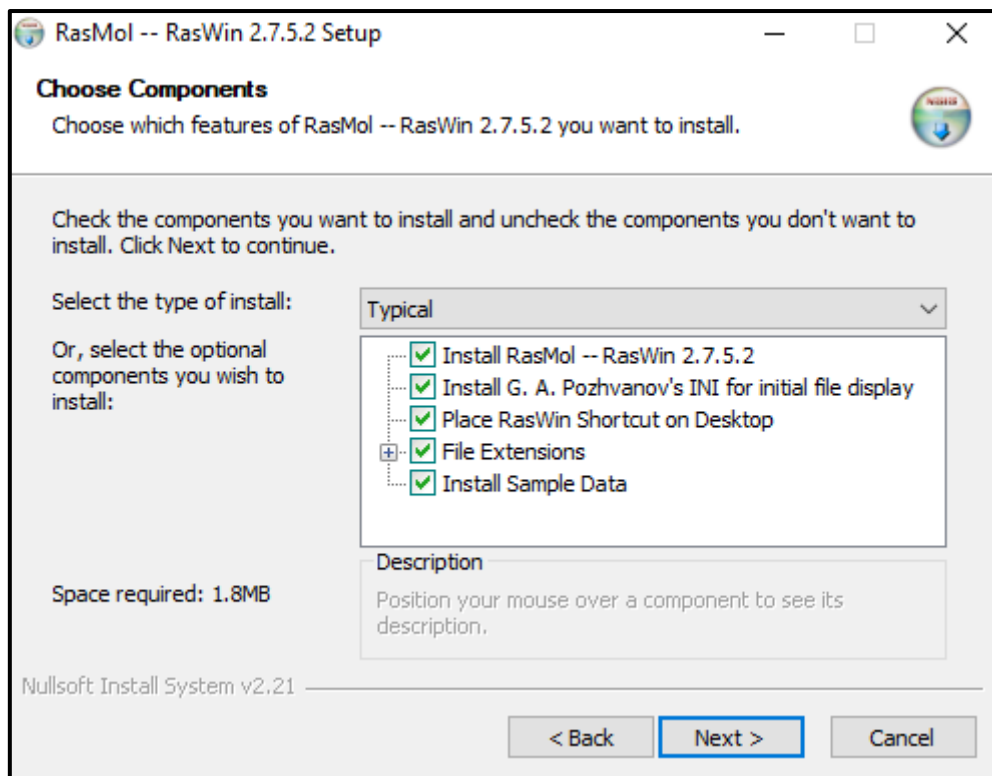 RasMol -- RasWin 2.7.5.2 Setup
Choose Components
Choose which features of RasMol -- RasWin 2.7.5.2 you want to install.
NSIS
Check the components you want to install and uncheck the components you don't want to
install. Click Next to continue.
Select the type of install:
Typical
Or, select the optional
components you wish to
install:
Install RasMol -- RasWin 2.7.5.2
Install G. A. Pozhvanov's INI for initial file display
Place RasWin Shortcut on Desktop
File Extensions
Install Sample Data
Space required: 1.8MB
Description
Position your mouse over a component to see its
description.
Nullsoft Install System v2.21
< Back
Next >
Cancel